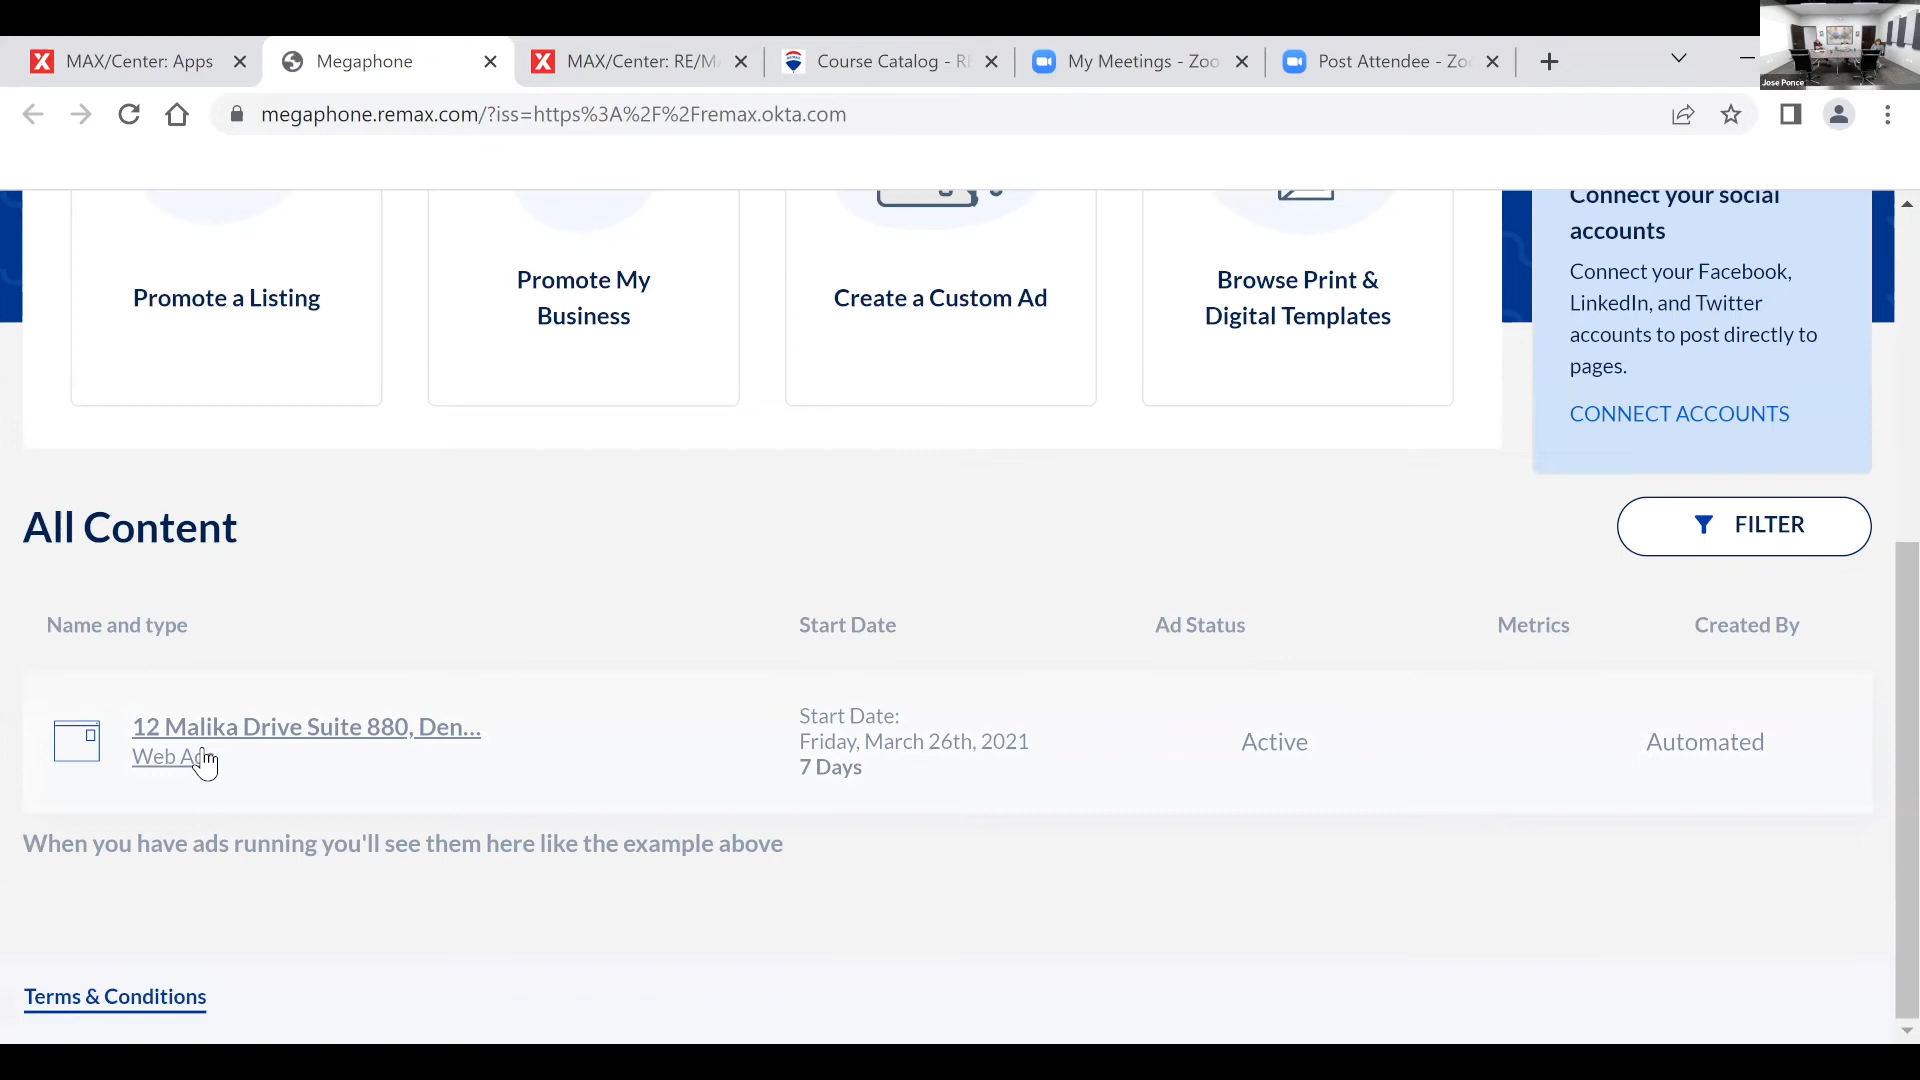 MAX/Center: Apps
Megaphone
MAX/Center: RE/M
Course Catalog - R
My Meetings - Zoo
Post Attendee - Zo
Jose Ponce
megaphone.remax.com/?iss=https%3A%2F%2Fremax.okta.com
Promote a Listing
Promote My
Business
Create a Custom Ad
Browse Print &
Digital Templates
Connect your social
accounts
Connect your Facebook,
LinkedIn, and Twitter
accounts to post directly to
pages.
CONNECT ACCOUNTS
All Content
FILTER
Name and type
Start Date
Ad Status
Metrics
Created By
12 Malika Drive Suite 880, Den...
Web Ad
Start Date:
Friday, March 26th, 2021
7 Days
Active
Automated
When you have ads running you'll see them here like the example above
Terms & Conditions